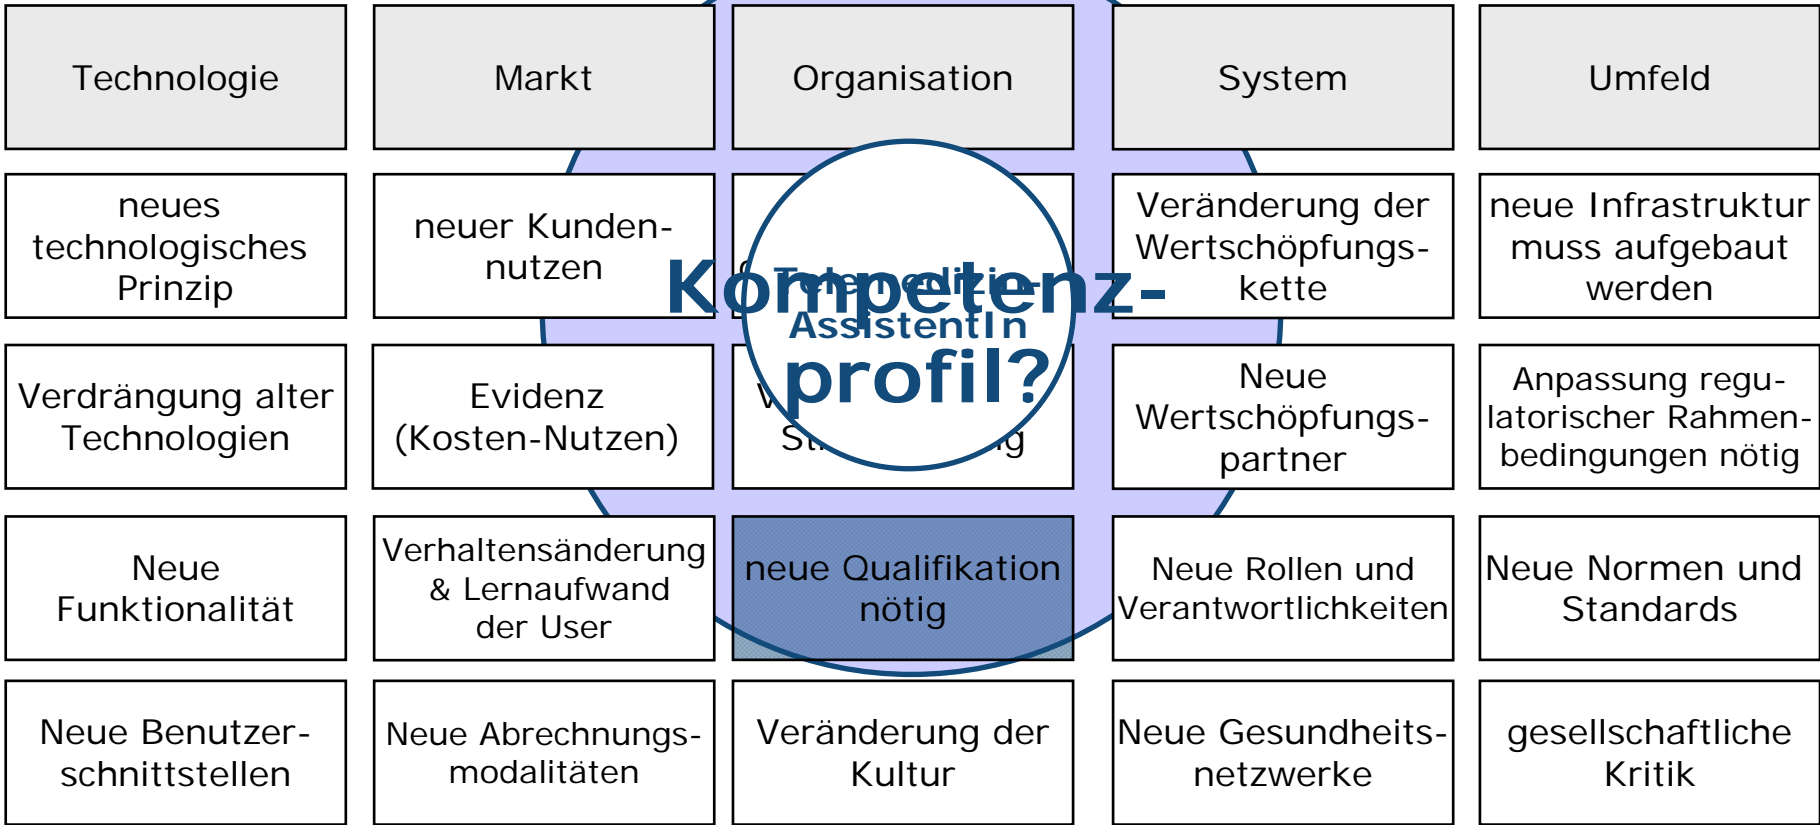 Technologie
Markt
Organisation
System
Umfeld
neues
technologisches
Prinzip
neuer Kunden-
nutzen
Veränderung der
Wertschöpfungs-
kette
neue Infrastruktur
muss aufgebaut
werden
Kompetenz-
profil?
Telemedizin-
AssistentIn
Verdrängung alter
Technologien
Evidenz
(Kosten-Nutzen)
Neue
Wertschöpfungs-
partner
Anpassung regu-
latorischer Rahmen-
bedingungen nötig
Neue
Funktionalität
Verhaltensänderung
& Lernaufwand
der User
neue Qualifikation
nötig
Neue Rollen und
Verantwortlichkeiten
Neue Normen und
Standards
Neue Benutzer-
schnittstellen
Neue Abrechnungs-
modalitäten
Veränderung der
Kultur
Neue Gesundheits-
netzwerke
gesellschaftliche
Kritik